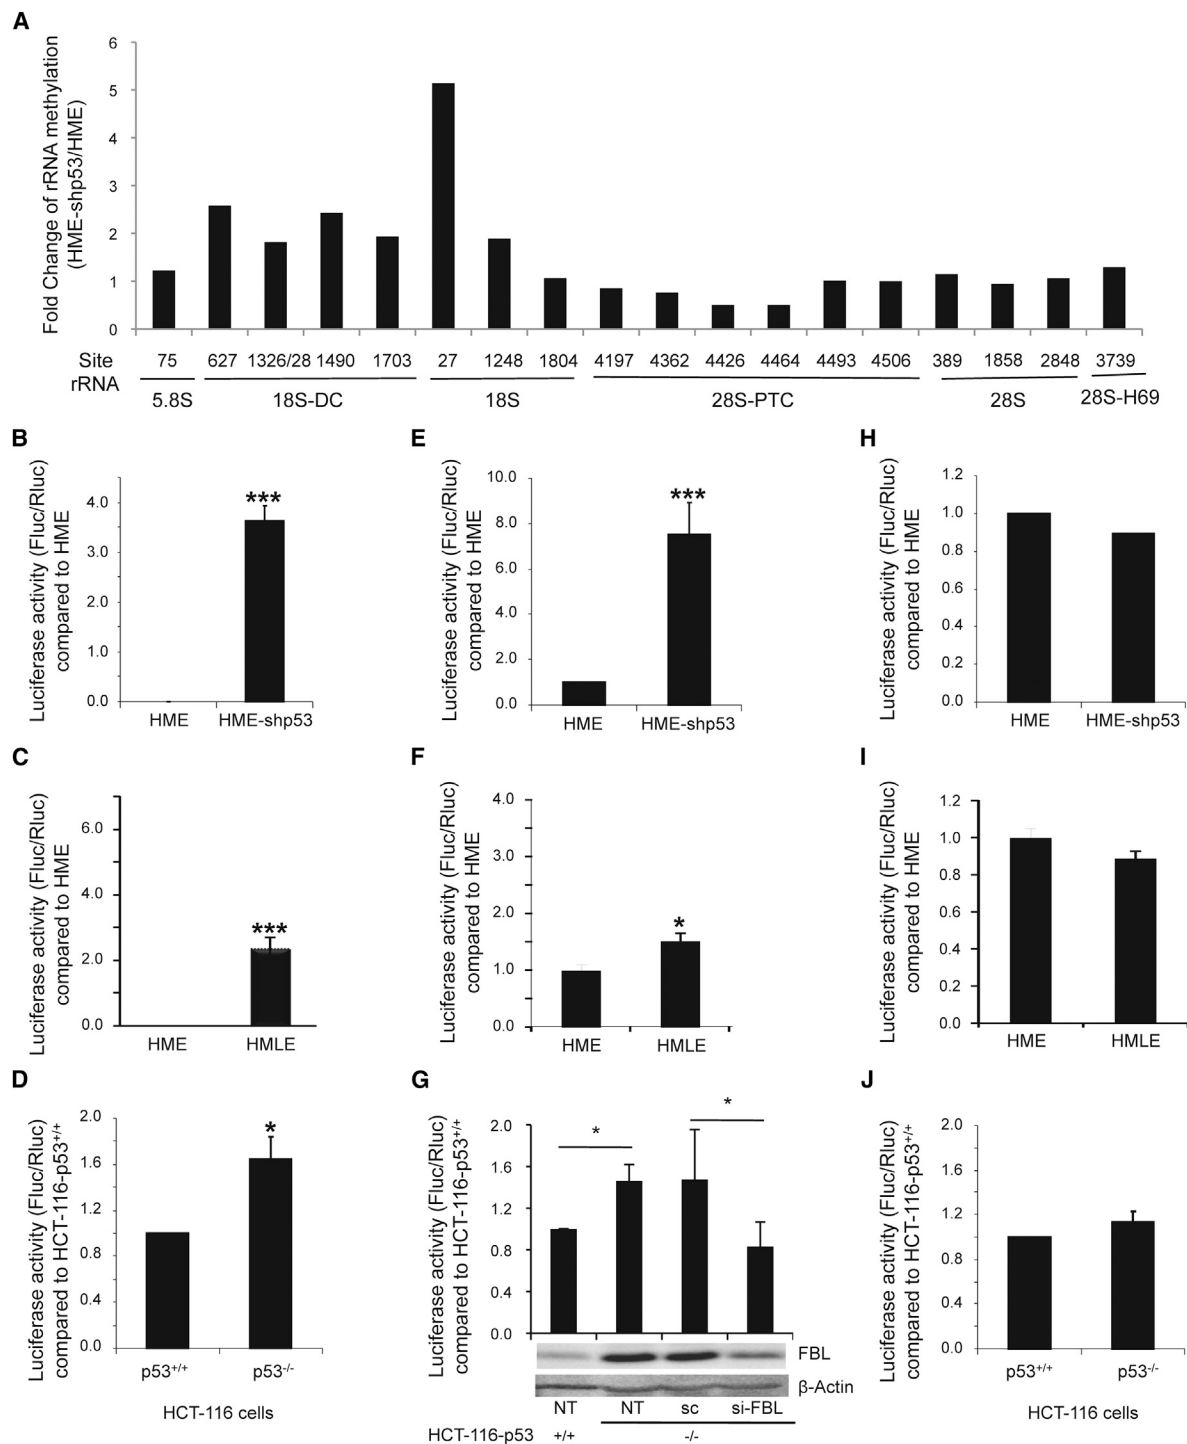 A
Fold Change of rRNA methylation
(HME-shp53/HME)
6
5
4
3
2
1
0
Site
75 627 1326/28 1490 1703 27 1248 1804 4197 4362 4426 4464 4493 4506 389 1858 2848 3739
rRNA
5.8S 18S-DC 18S 28S-PTC 28S 28S-H69
B
Luciferase activity (Fluc/Rluc)
compared to HME
4.0
3.0
2.0
1.0
0.0
***
HME HME-shp53
E
Luciferase activity (Fluc/Rluc)
compared to HME
10.0
8.0
6.0
4.0
2.0
0.0
***
HME HME-shp53
H
Luciferase activity (Fluc/Rluc)
compared to HME
1.2
1.0
0.8
0.6
0.4
0.2
0.0
HME HME-shp53
C
Luciferase activity (Fluc/Rluc)
compared to HME
6.0
4.0
2.0
0.0
***
HME HMLE
F
Luciferase activity (Fluc/Rluc)
compared to HME
4.0
3.0
2.0
1.0
0.0
*
HME HMLE
I
Luciferase activity (Fluc/Rluc)
compared to HME
1.2
1.0
0.8
0.6
0.4
0.2
0.0
HME HMLE
D
Luciferase activity (Fluc/Rluc)
compared to HCT-116-p53+/+
2.0
1.6
1.2
0.8
0.4
0.0
*
p53+/+ p53-/-
HCT-116 cells
G
Luciferase activity (Fluc/Rluc)
compared to HCT-116-p53+/+
2.0
1.6
1.2
0.8
0.4
0.0
*
*
FBL
β-Actin
NT NT sc si-FBL
HCT-116-p53 +/+ -/-
J
Luciferase activity (Fluc/Rluc)
compared to HCT-116-p53+/+
2.0
1.6
1.2
0.8
0.4
0.0
p53+/+ p53-/-
HCT-116 cells